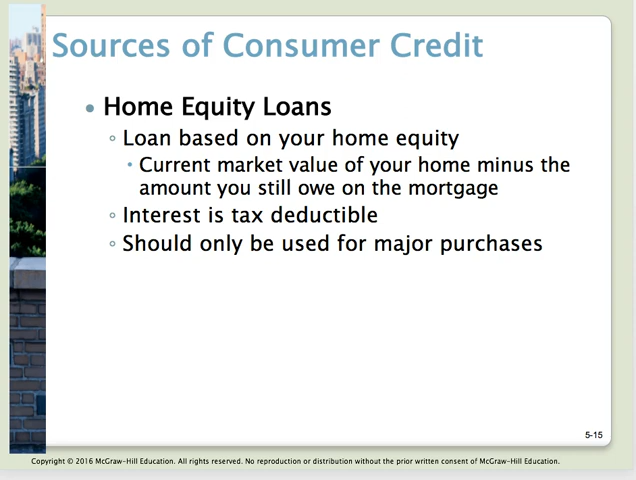 Sources of Consumer Credit
• Home Equity Loans
◦ Loan based on your home equity
• Current market value of your home minus the
amount you still owe on the mortgage
◦ Interest is tax deductible
◦ Should only be used for major purchases
5-15
Copyright © 2016 McGraw-Hill Education. All rights reserved. No reproduction or distribution without the prior written consent of McGraw-Hill Education.